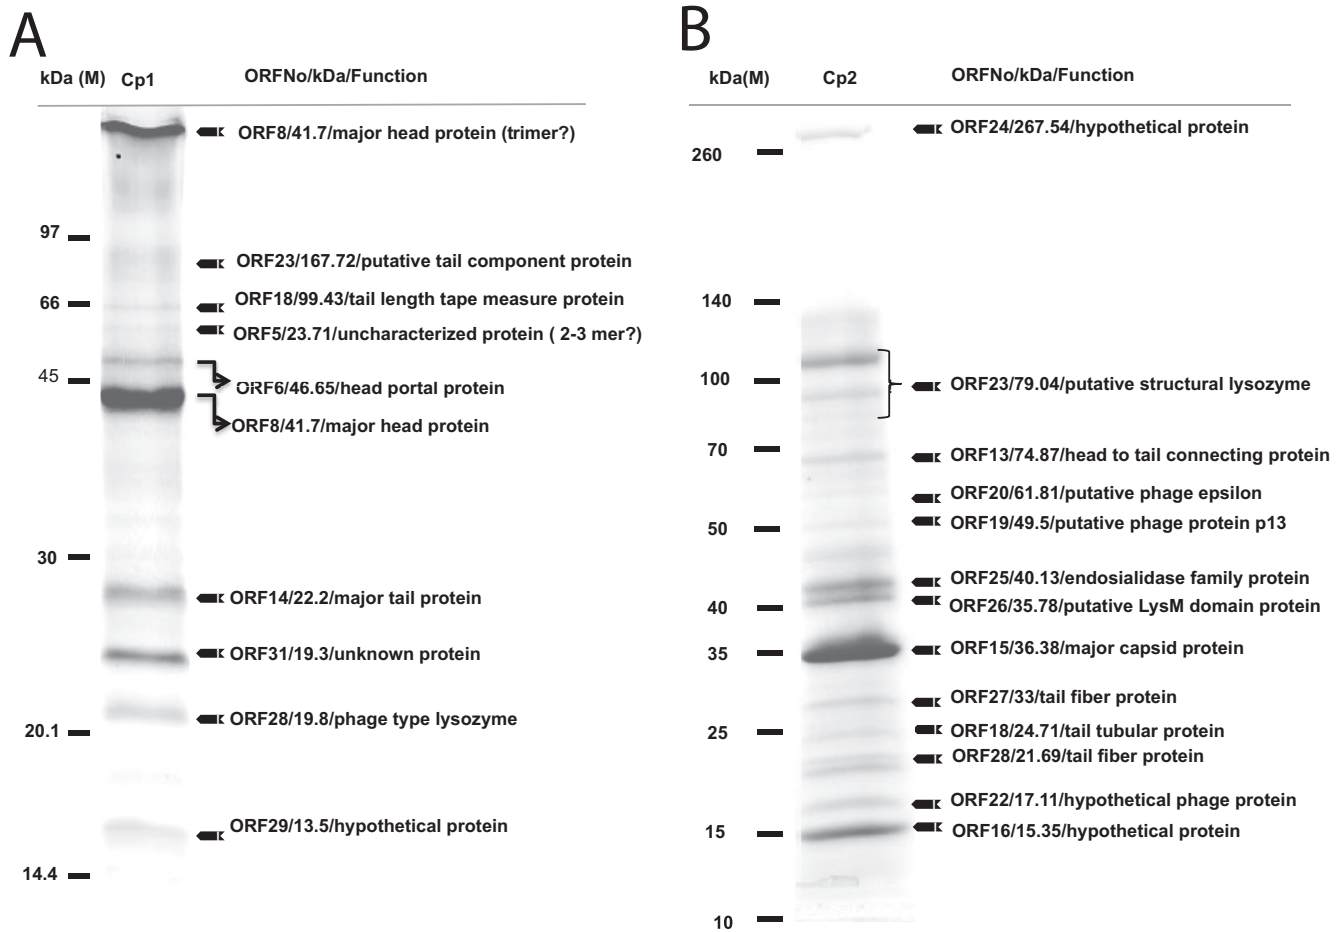 A
kDa (M) Cp1 ORFNo/kDa/Function
ORF8/41.7/major head protein (trimer?)
97
ORF23/167.72/putative tail component protein
66
ORF18/99.43/tail length tape measure protein
ORF5/23.71/uncharacterized protein ( 2-3 mer?)
45
ORF6/46.65/head portal protein
ORF8/41.7/major head protein
30
ORF14/22.2/major tail protein
ORF31/19.3/unknown protein
ORF28/19.8/phage type lysozyme
20.1
ORF29/13.5/hypothetical protein
14.4
B
kDa(M) Cp2 ORFNo/kDa/Function
ORF24/267.54/hypothetical protein
260
140
100
ORF23/79.04/putative structural lysozyme
70
ORF13/74.87/head to tail connecting protein
ORF20/61.81/putative phage epsilon
50
ORF19/49.5/putative phage protein p13
ORF25/40.13/endosialidase family protein
40
ORF26/35.78/putative LysM domain protein
35
ORF15/36.38/major capsid protein
ORF27/33/tail fiber protein
25
ORF18/24.71/tail tubular protein
ORF28/21.69/tail fiber protein
ORF22/17.11/hypothetical phage protein
15
ORF16/15.35/hypothetical protein
10